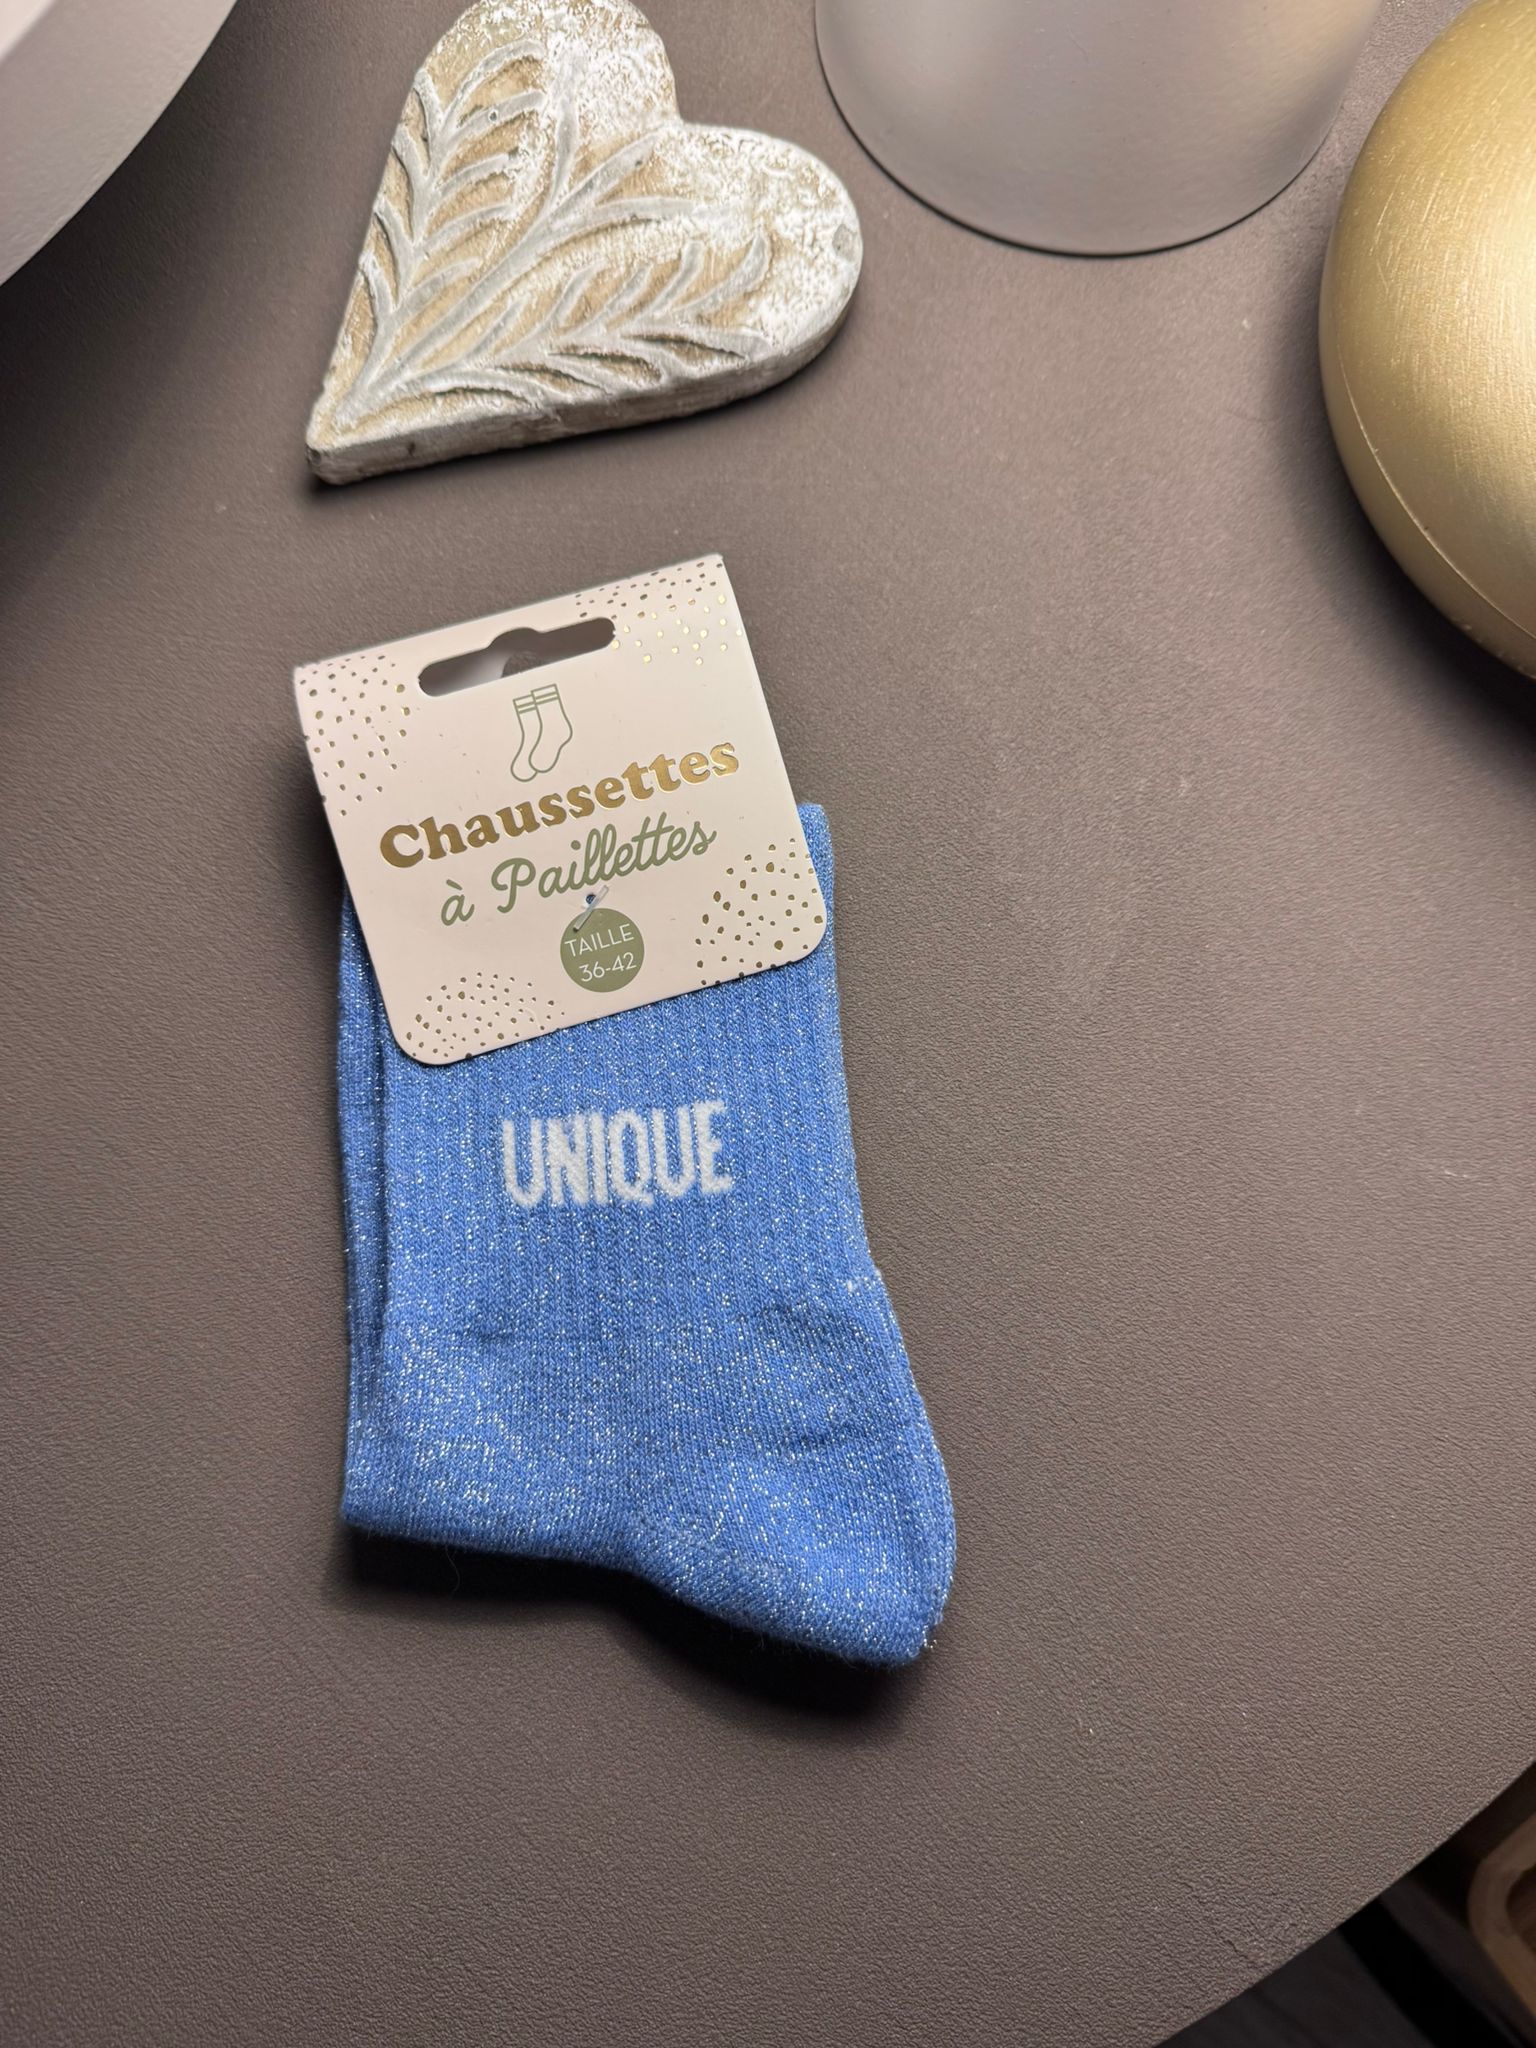 Chaussettes
à Paillettes
TAILLE
36-42
UNIQUE